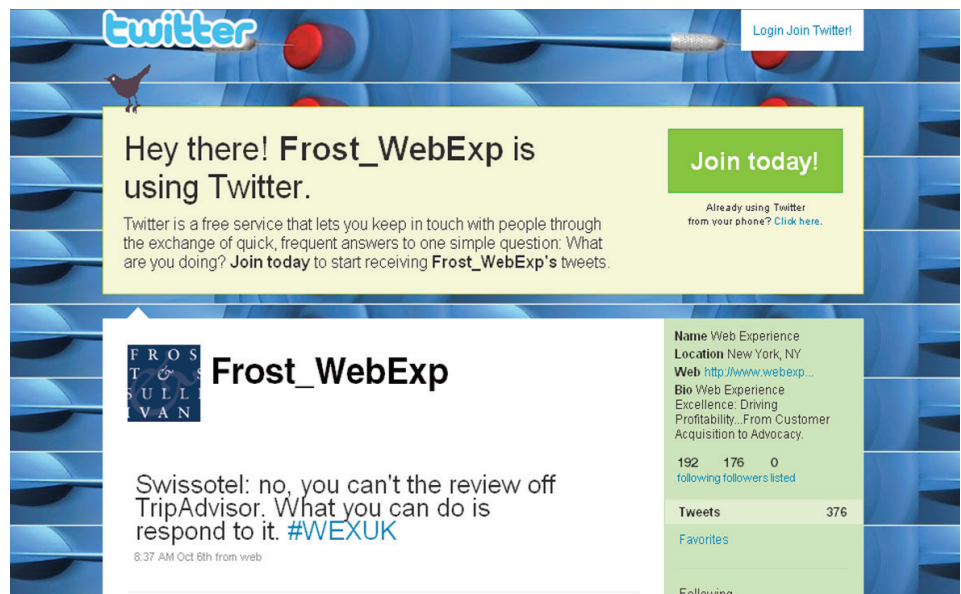 twitter
Login Join Twitter!
Hey there! Frost_WebExp is
using Twitter.
Twitter is a free service that lets you keep in touch with people through
the exchange of quick, frequent answers to one simple question: What
are you doing? Join today to start receiving Frost_WebExp's tweets.
Join today!
Already using Twitter
from your phone? Click here.
FROS
T & S
SULLI
IVAN
Frost_WebExp
Swissotel: no, you can't the review off
TripAdvisor. What you can do is
respond to it. #WEXUK
8:37 AM Oct 6th from web
Name Web Experience
Location New York, NY
Web http://www.webexp...
Bio Web Experience
Excellence: Driving
Profitability...From Customer
Acquisition to Advocacy.
192 176 0
following followers listed
Tweets 376
Favorites
Following